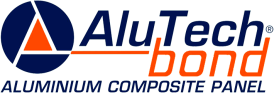 AluTech®
bond
ALUMINIUM COMPOSITE PANEL